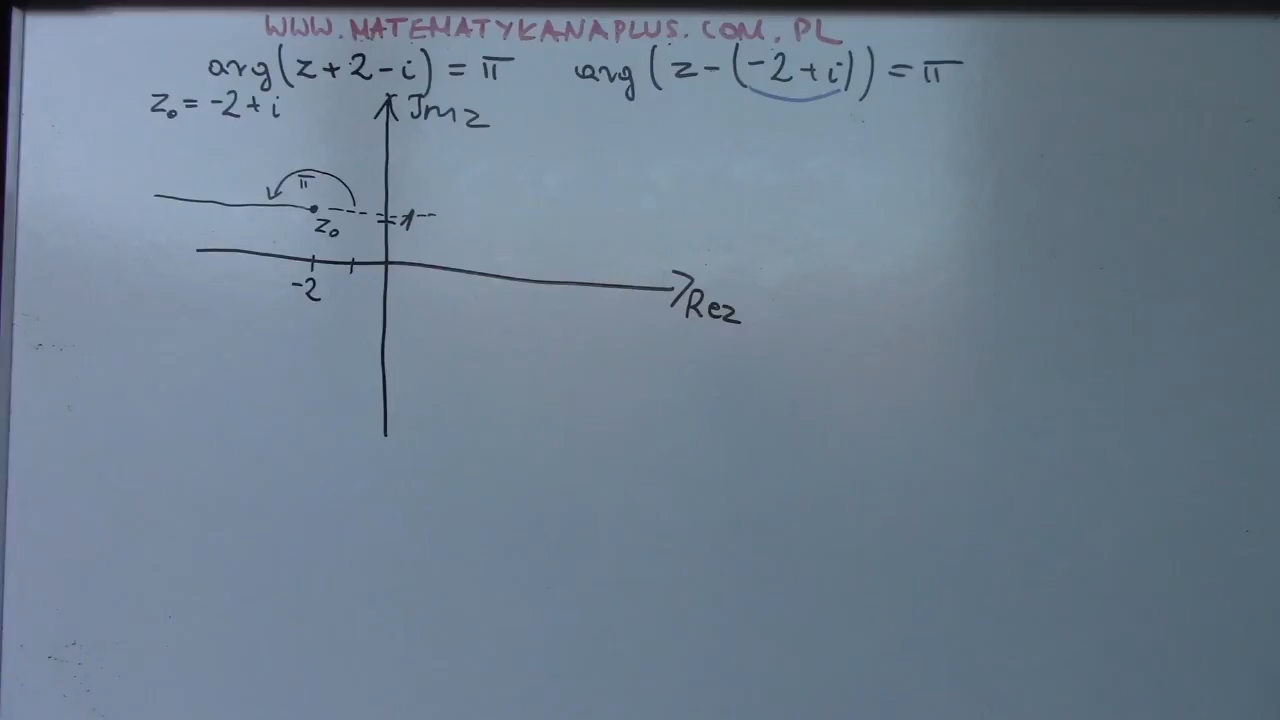 WWW.MATEMATYKANAPLUS.COM.PL
arg(z+2-i) = π arg(z-(-2+i)) = π
z₀ = -2+i
Im z
π
z₀
1
-2
Re z